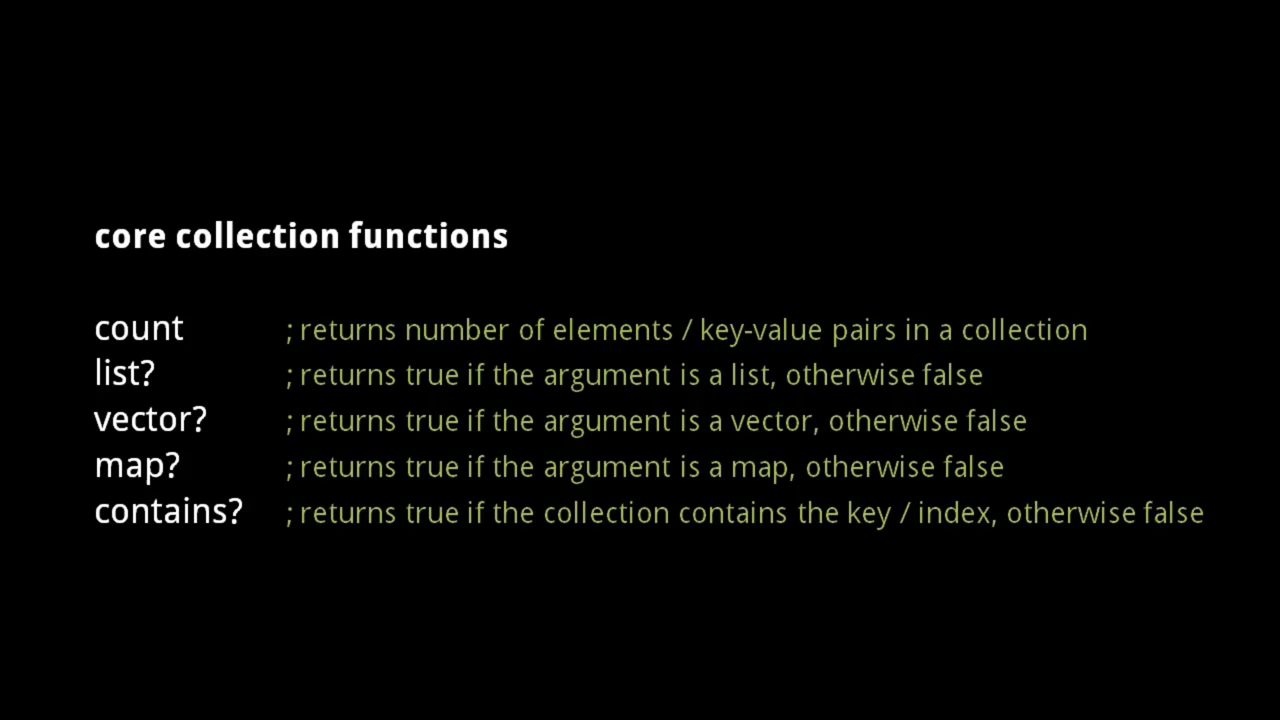 core collection functions
count ; returns number of elements / key-value pairs in a collection
list? ; returns true if the argument is a list, otherwise false
vector? ; returns true if the argument is a vector, otherwise false
map? ; returns true if the argument is a map, otherwise false
contains? ; returns true if the collection contains the key / index, otherwise false